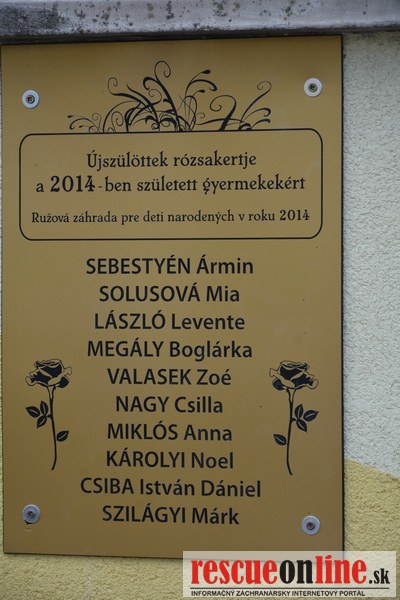 Újszülöttek rózsakertje
a 2014-ben született gyermekekért
Ružová záhrada pre deti narodených v roku 2014
SEBESTYÉN Ármin
SOLUSOVÁ Mia
LÁSZLÓ Levente
MEGÁLY Boglárka
VALASEK Zoé
NAGY Csilla
MIKLÓS Anna
KÁROLYI Noel
CSIBA István Dániel
SZILÁGYI Márk
rescueonline.sk
INFORMAČNÝ ZÁCHRANÁRSKY INTERNETOVÝ PORTÁL